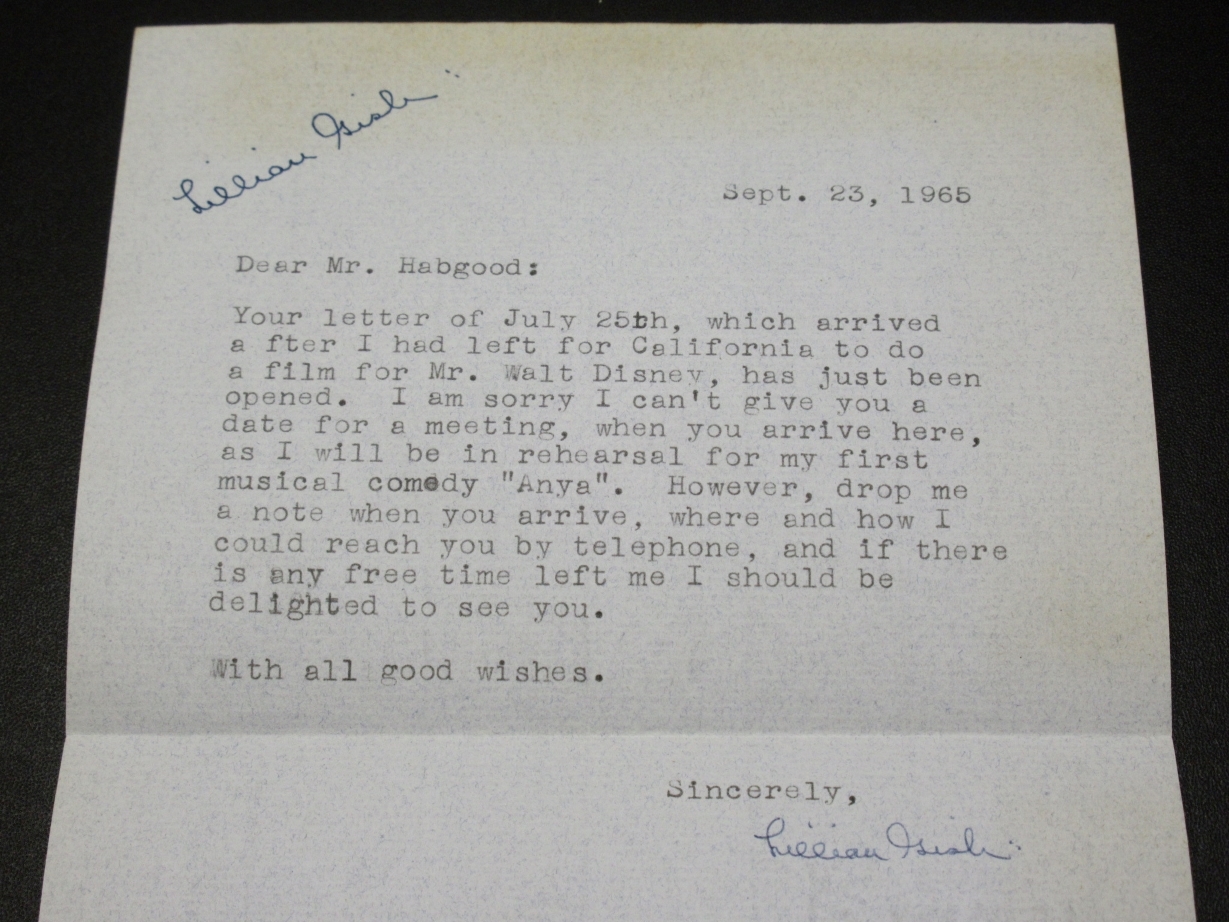 Lillian Gish
Sept. 23, 1965
Dear Mr. Habgood:
Your letter of July 25th, which arrived
a fter I had left for California to do
a film for Mr. Walt Disney, has just been
opened. I am sorry I can't give you a
date for a meeting, when you arrive here,
as I will be in rehearsal for my first
musical comedy "Anya". However, drop me
a note when you arrive, where and how I
could reach you by telephone, and if there
is any free time left me I should be
delighted to see you.
With all good wishes.
Sincerely,
Lillian Gish